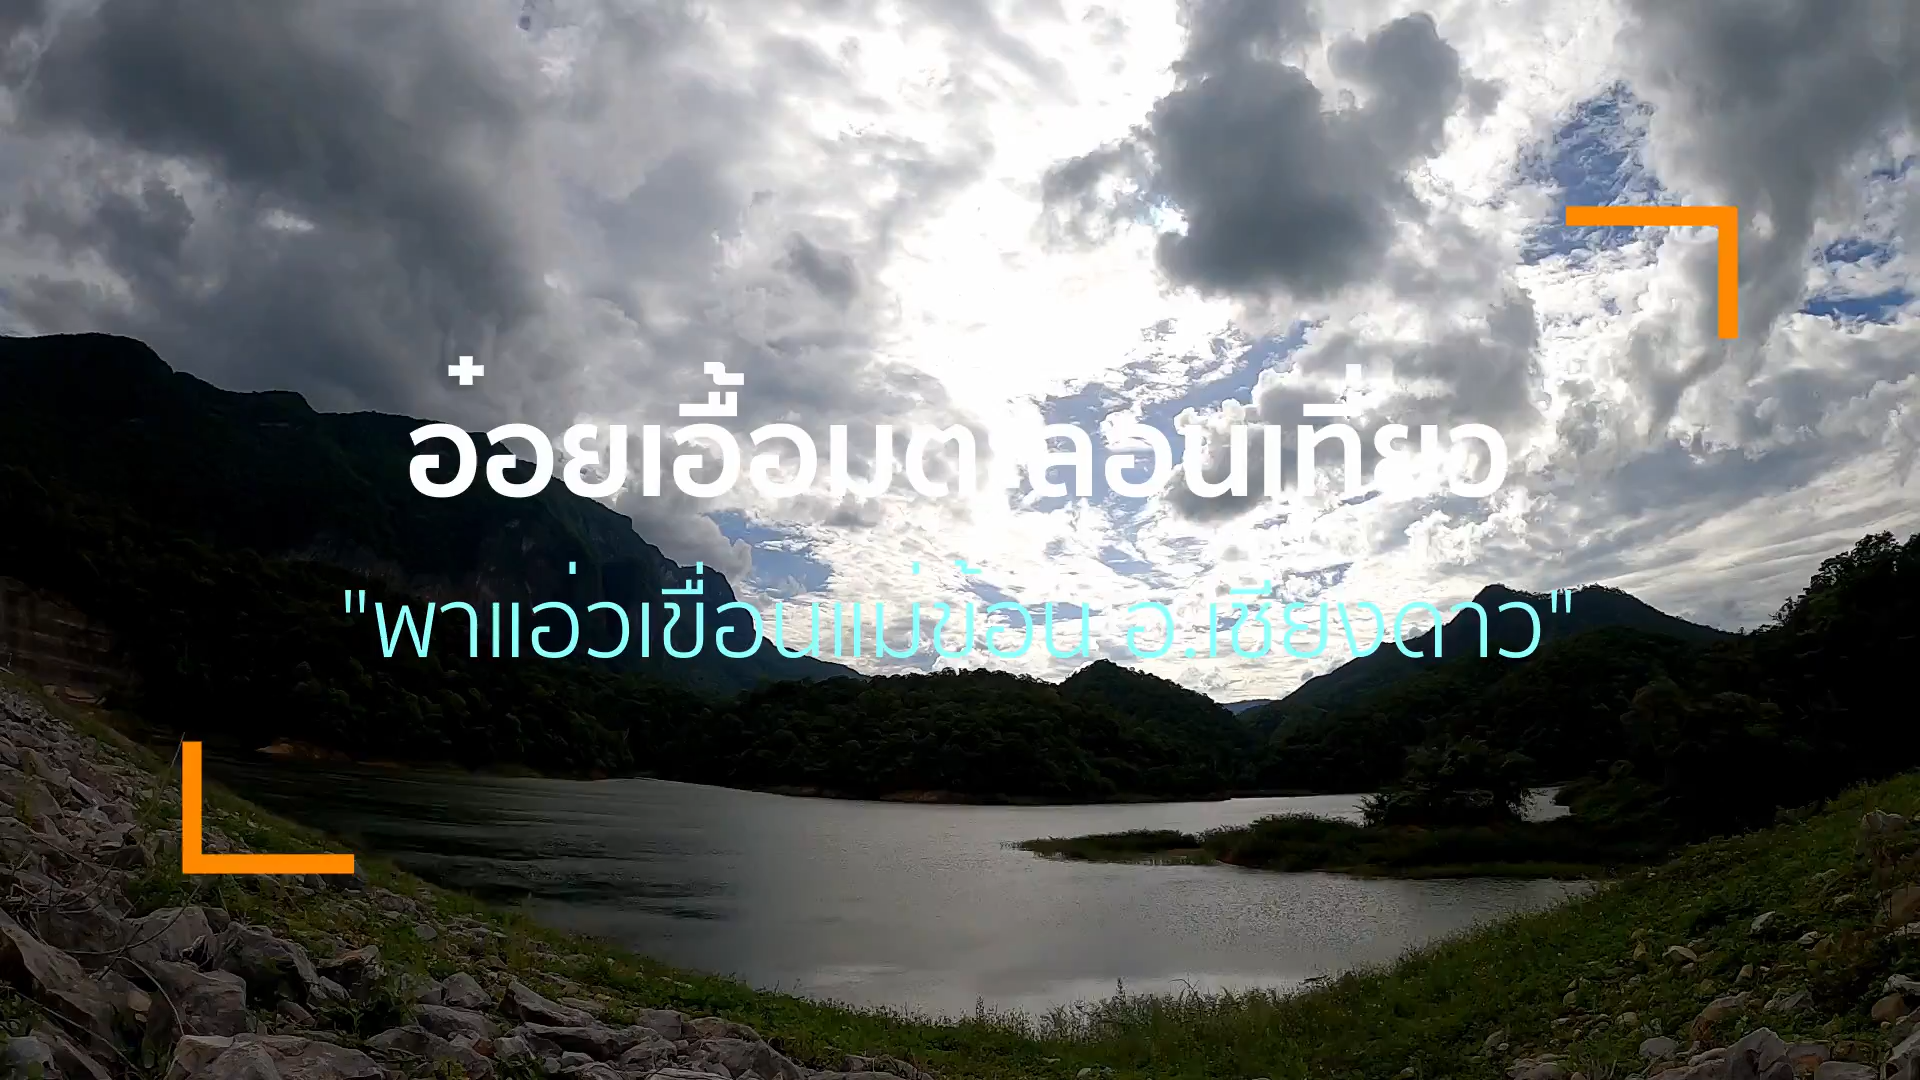 อ๋อยเอื้อมตะลอนเที่ยว
"พาแอ่วเขื่อนแม่ข้อน อ.เชียงดาว"